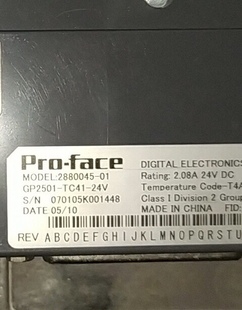 Pro-face DIGITAL ELECTRONICS
MODEL:2880045-01 Rating: 2.08A 24V DC
GP2501-TC41-24V Temperature Code-T4A
S/N 070105K001448 Class I Division 2 Group
DATE 05/10 MADE IN CHINA FID:
REV A B C D E F G H I J K L M N O P Q R S T U